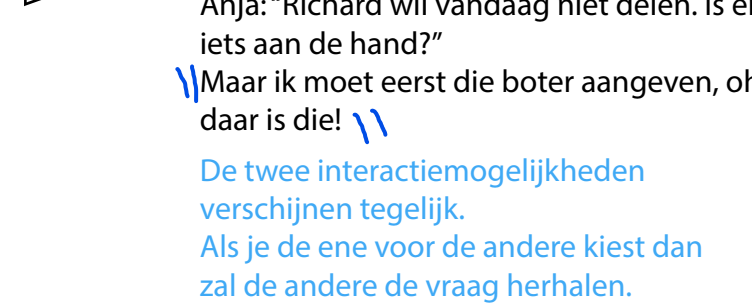 Anja: “Richard wil vandaag niet delen. Is er
iets aan de hand?”
\\Maar ik moet eerst die boter aangeven, oh
daar is die! \\
De twee interactiemogelijkheden
verschijnen tegelijk.
Als je de ene voor de andere kiest dan
zal de andere de vraag herhalen.